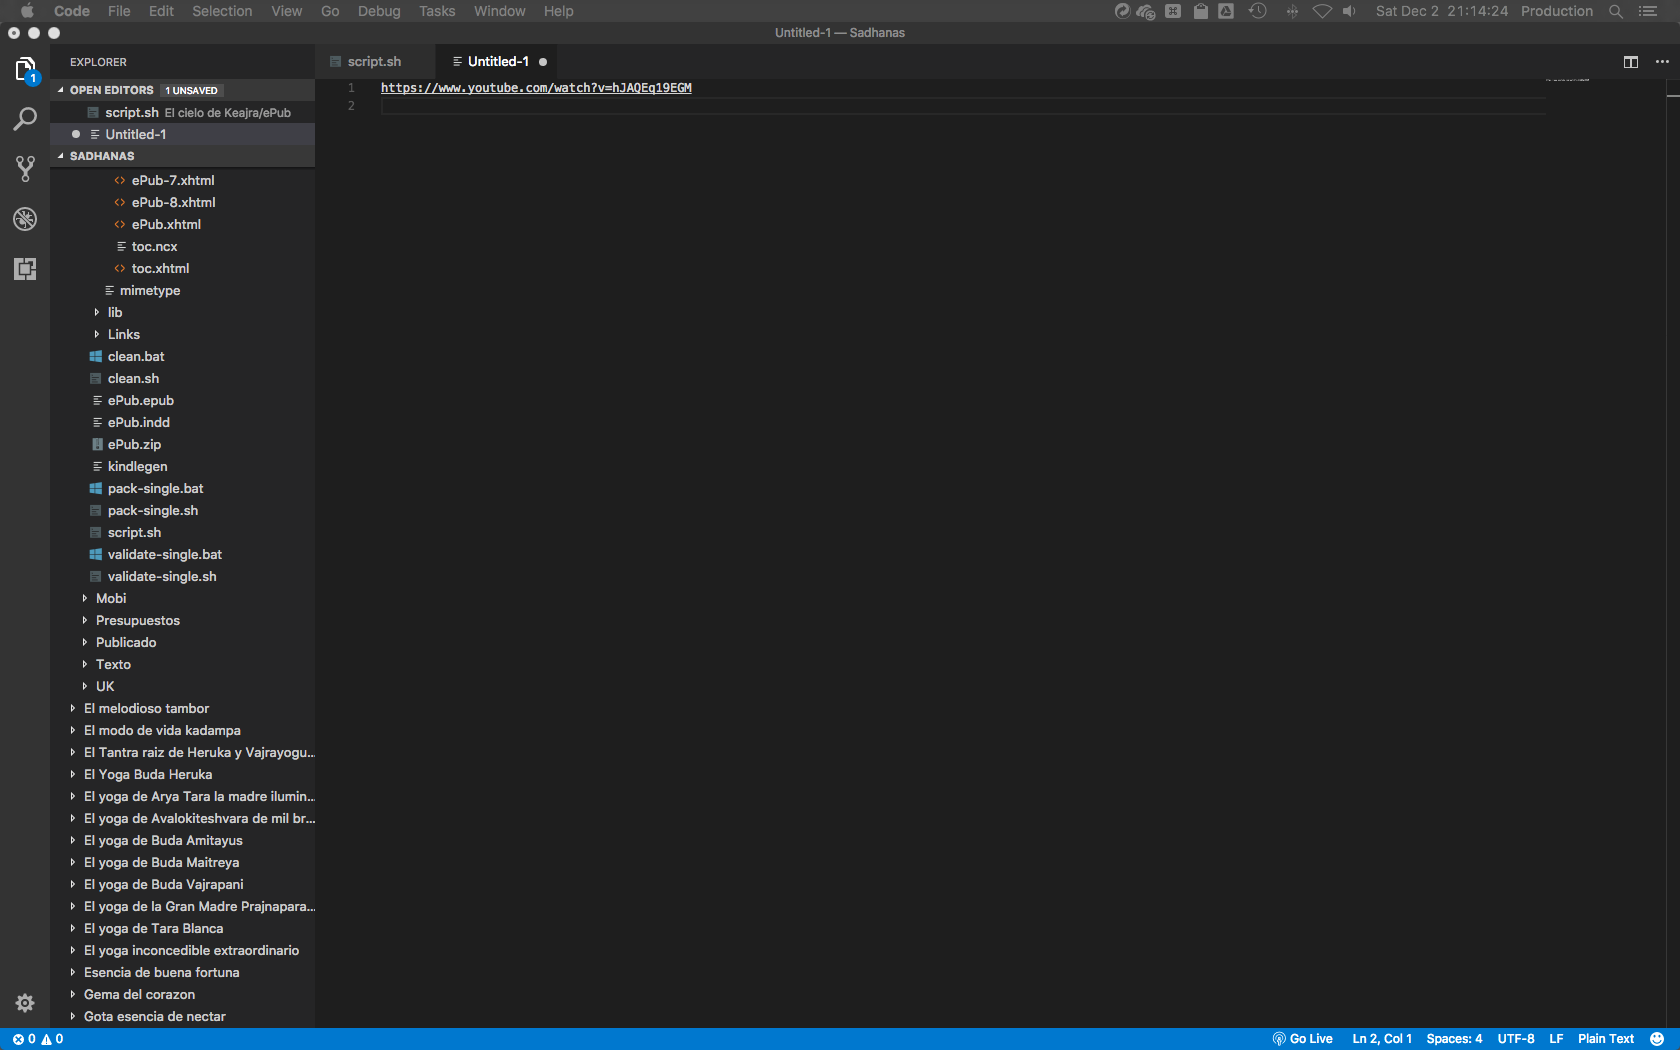 Code File Edit Selection View Go Debug Tasks Window Help Sat Dec 2 21:14:24 Production
Untitled-1 — Sadhanas
EXPLORER
script.sh
Untitled-1
1
OPEN EDITORS 1 UNSAVED
script.sh El cielo de Keajra/ePub
Untitled-1
SADHANAS
ePub-7.xhtml
ePub-8.xhtml
ePub.xhtml
toc.ncx
toc.xhtml
mimetype
lib
Links
clean.bat
clean.sh
ePub.epub
ePub.indd
ePub.zip
kindlegen
pack-single.bat
pack-single.sh
script.sh
validate-single.bat
validate-single.sh
Mobi
Presupuestos
Publicado
Texto
UK
El melodioso tambor
El modo de vida kadampa
El Tantra raiz de Heruka y Vajrayogu...
El Yoga Buda Heruka
El yoga de Arya Tara la madre ilumin...
El yoga de Avalokiteshvara de mil br...
El yoga de Buda Amitayus
El yoga de Buda Maitreya
El yoga de Buda Vajrapani
El yoga de la Gran Madre Prajnapara...
El yoga de Tara Blanca
El yoga inconcedible extraordinario
Esencia de buena fortuna
Gema del corazon
Gota esencia de nectar
1 https://www.youtube.com/watch?v=hJAQEq19EGM
2
0 0 Go Live Ln 2, Col 1 Spaces: 4 UTF-8 LF Plain Text